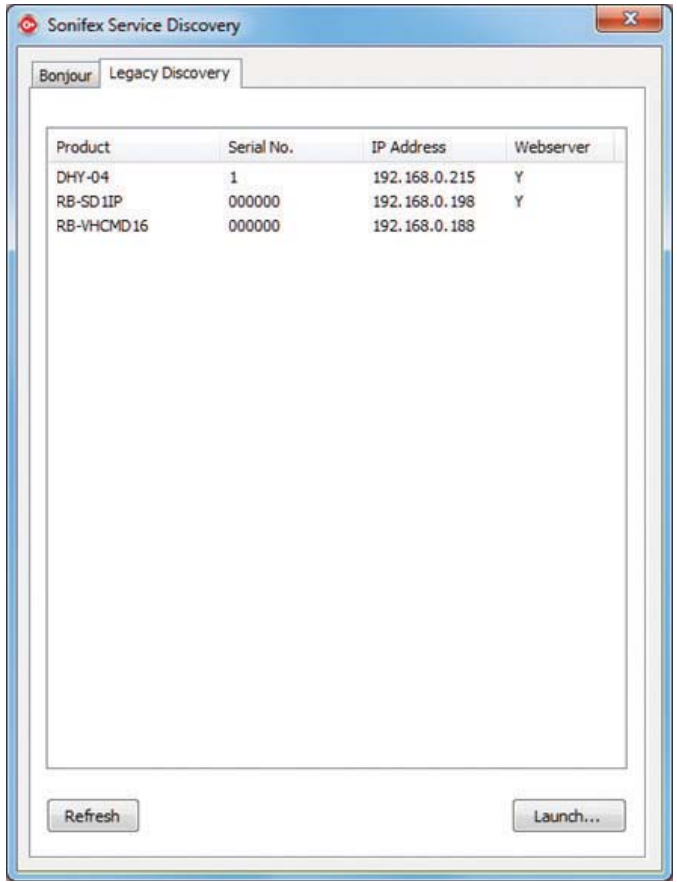 Sonifex Service Discovery
Bonjour Legacy Discovery
Product Serial No. IP Address Webserver
DHY-04 1 192.168.0.215 Y
RB-SD1IP 000000 192.168.0.198 Y
RB-VHCMD16 000000 192.168.0.188
Refresh Launch...